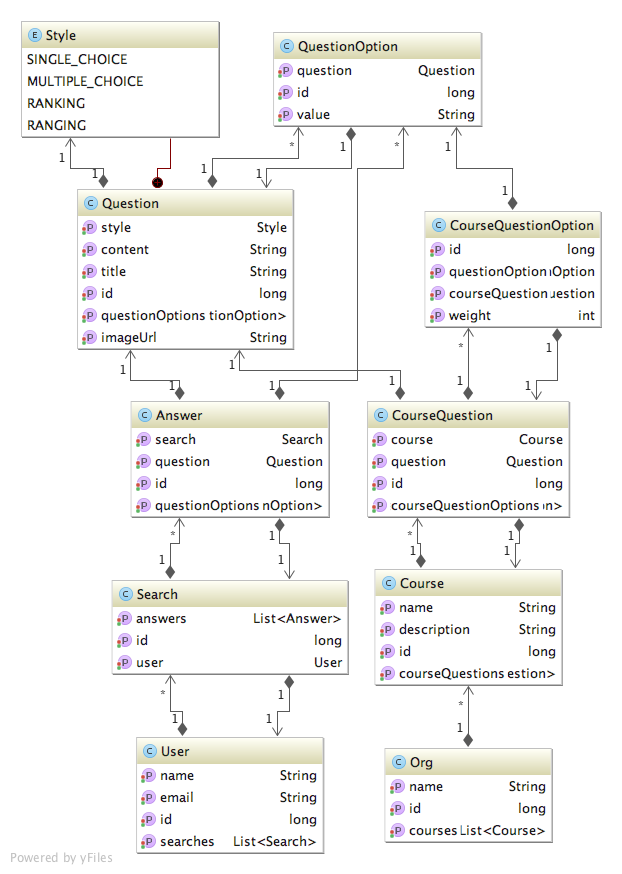 E Style
SINGLE_CHOICE
MULTIPLE_CHOICE
RANKING
RANGING
C QuestionOption
P question Question
P id long
P value String
1
1
1
*
1
*
1
1
1
C Question
P style Style
P content String
P title String
P id long
P questionOptions tionOption>
P imageUrl String
C CourseQuestionOption
P id long
P questionOption Option
P courseQuestion uestion
P weight int
1
1
1
1
1
*
1
1
1
C Answer
P search Search
P question Question
P id long
P questionOptions nOption>
C CourseQuestion
P course Course
P question Question
P id long
P courseQuestionOptions n>
*
1
1
1
*
1
1
1
C Search
P answers List<Answer>
P id long
P user User
C Course
P name String
P description String
P id long
P courseQuestions estion>
*
1
1
1
*
1
C User
P name String
P email String
P id long
P searches List<Search>
C Org
P name String
P id long
P courses List<Course>
Powered by yFiles